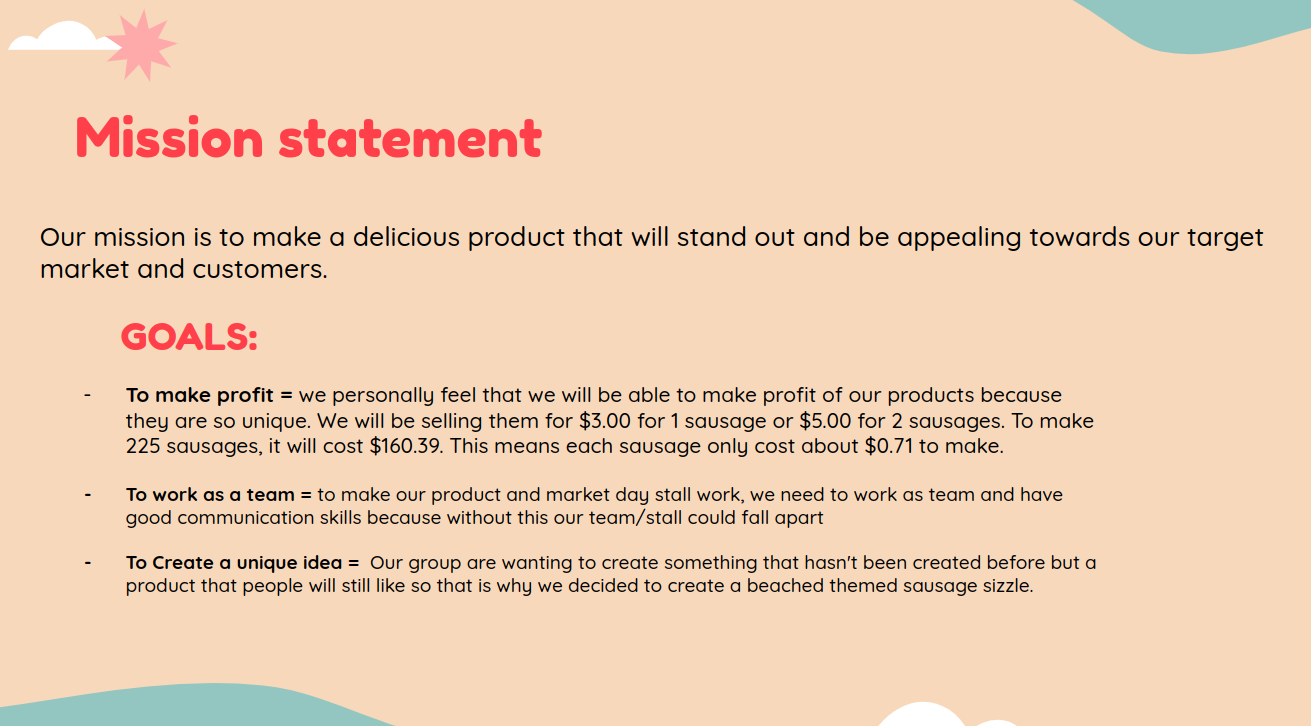 Mission statement
Our mission is to make a delicious product that will stand out and be appealing towards our target
market and customers.
GOALS:
- To make profit = we personally feel that we will be able to make profit of our products because
they are so unique. We will be selling them for $3.00 for 1 sausage or $5.00 for 2 sausages. To make
225 sausages, it will cost $160.39. This means each sausage only cost about $0.71 to make.
- To work as a team = to make our product and market day stall work, we need to work as team and have
good communication skills because without this our team/stall could fall apart
- To Create a unique idea = Our group are wanting to create something that hasn't been created before but a
product that people will still like so that is why we decided to create a beached themed sausage sizzle.